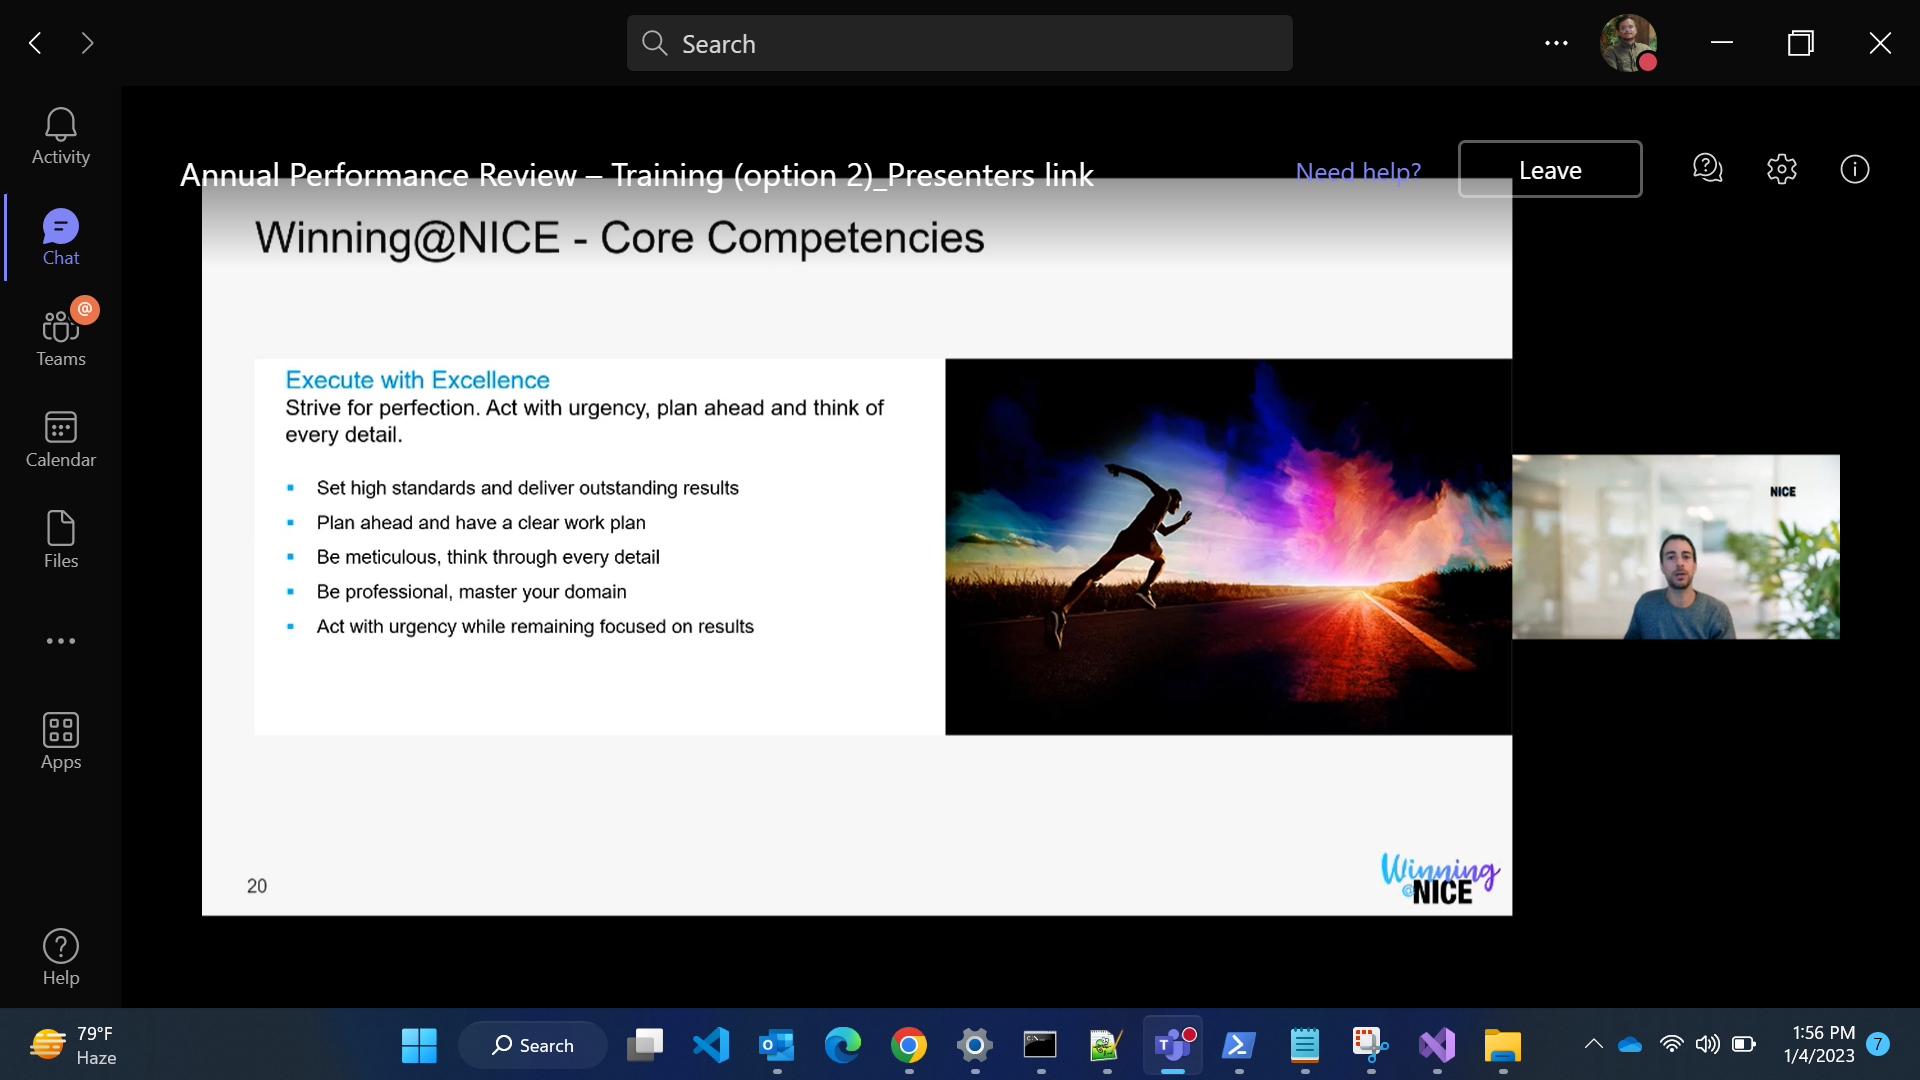 Search
Activity
Chat
@
Teams
Calendar
Files
Apps
Help
Annual Performance Review – Training (option 2)_Presenters link
Need help?
Leave
Winning@NICE - Core Competencies
Execute with Excellence
Strive for perfection. Act with urgency, plan ahead and think of
every detail.
Set high standards and deliver outstanding results
Plan ahead and have a clear work plan
Be meticulous, think through every detail
Be professional, master your domain
Act with urgency while remaining focused on results
NICE
20
Winning
@NICE
79°F
Haze
Search
1:56 PM
1/4/2023
7